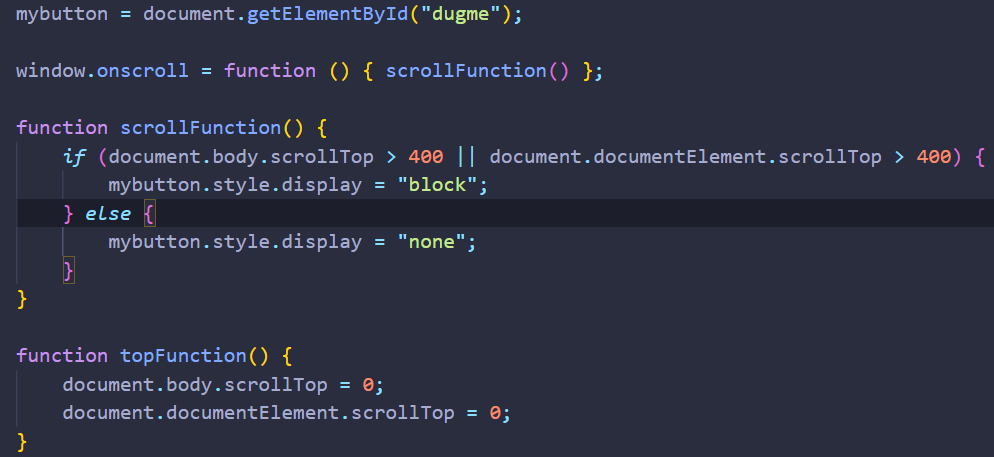 mybutton = document.getElementById("dugme");
window.onscroll = function () { scrollFunction() };
function scrollFunction() {
if (document.body.scrollTop > 400 || document.documentElement.scrollTop > 400) {
mybutton.style.display = "block";
} else {
mybutton.style.display = "none";
}
}
function topFunction() {
document.body.scrollTop = 0;
document.documentElement.scrollTop = 0;
}